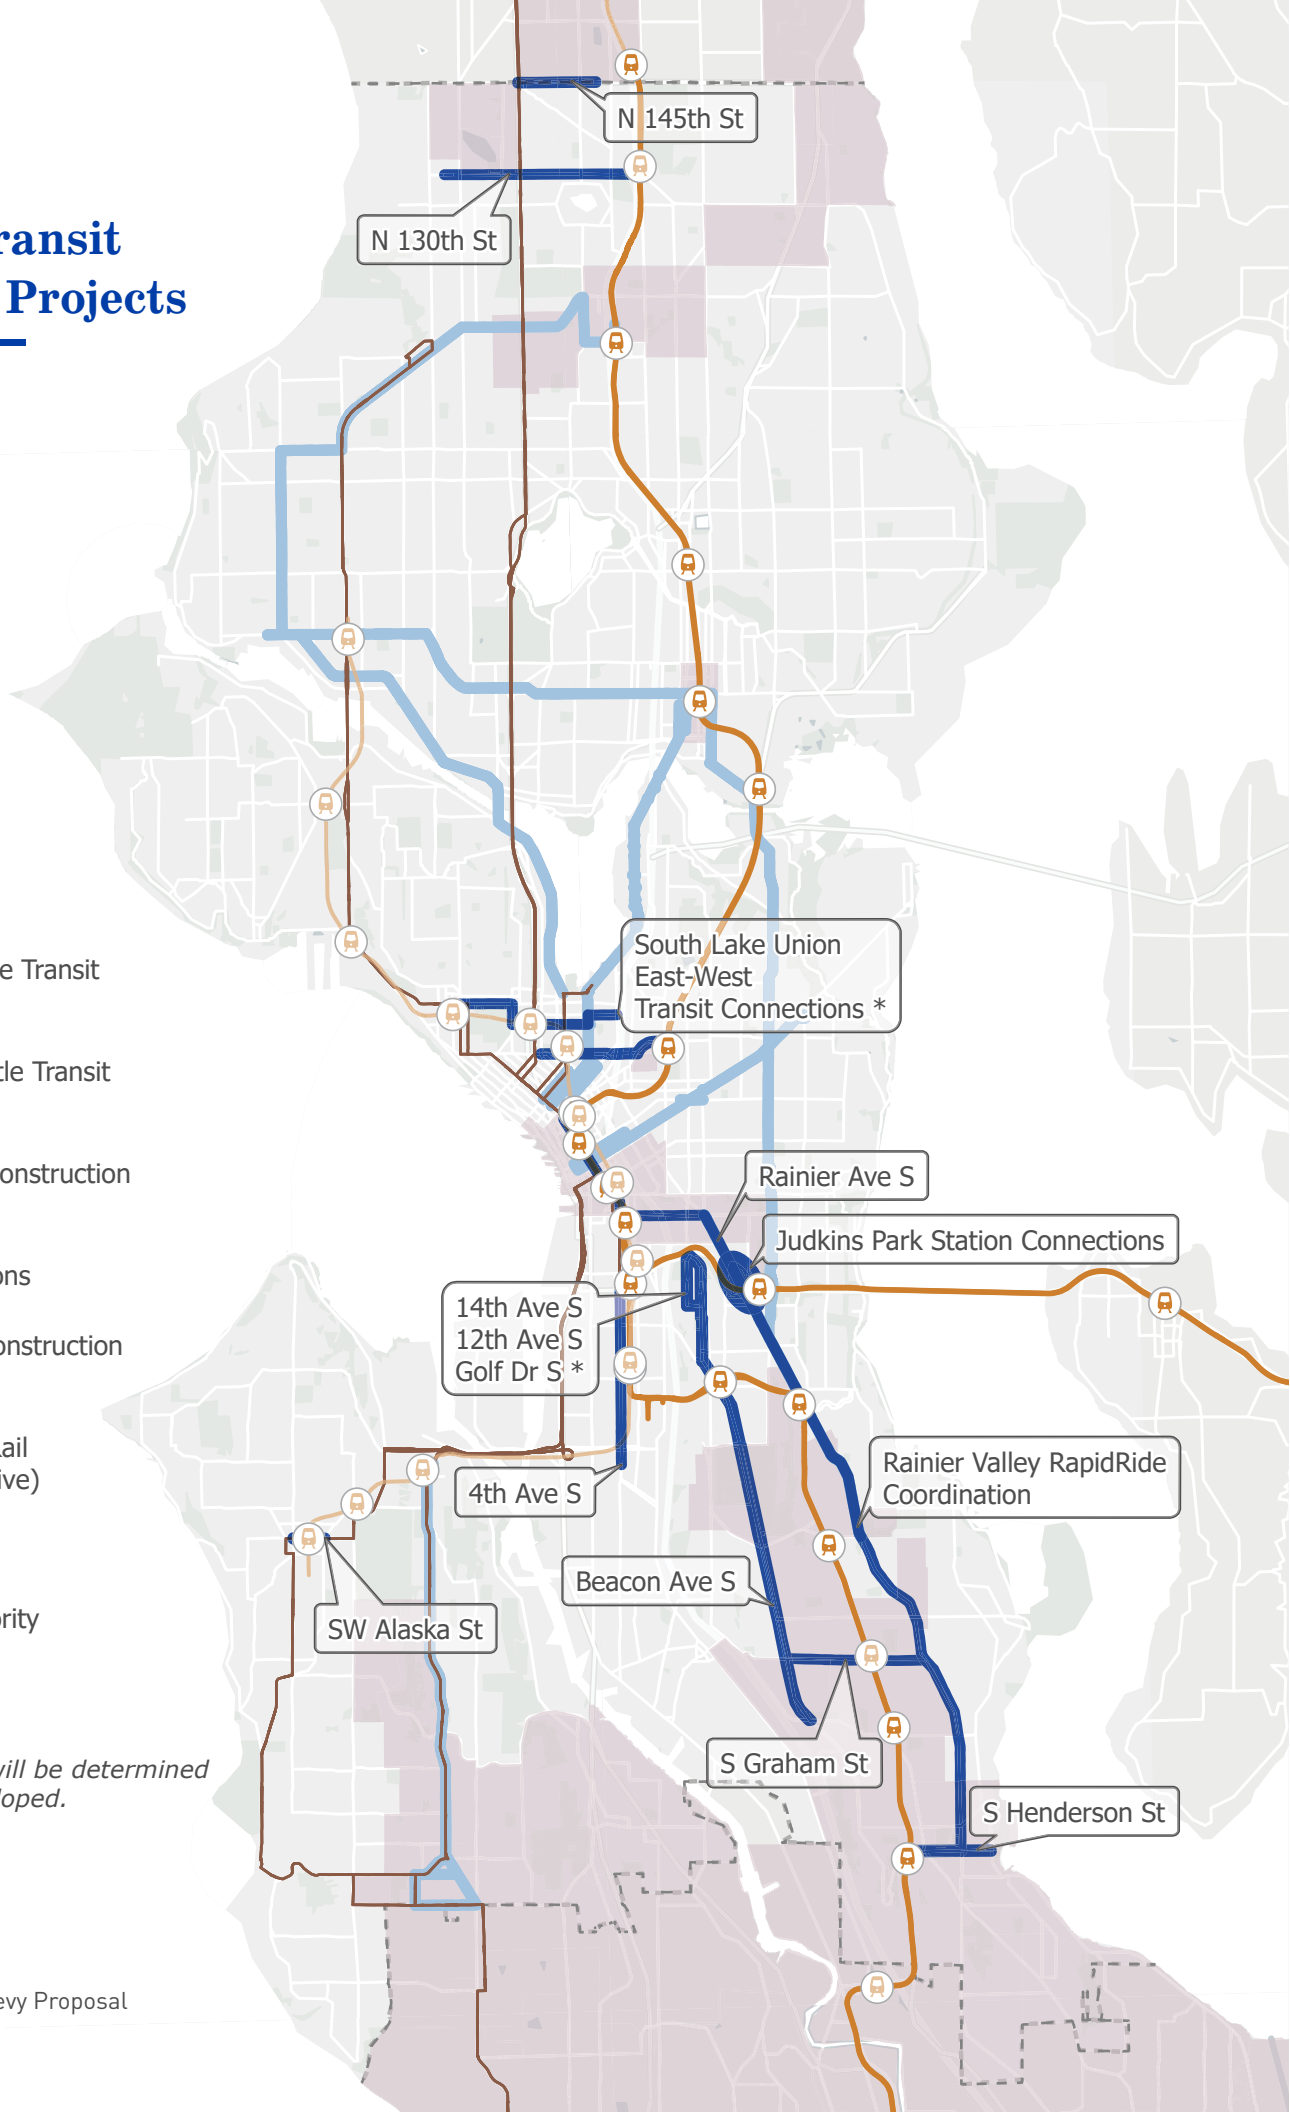 N 145th St
ransit
N 130th St
Projects
South Lake Union
East-West
Transit Connections *
e Transit
tle Transit
Rainier Ave S
onstruction
Judkins Park Station Connections
ons
14th Ave S
12th Ave S
Golf Dr S *
onstruction
ail
ive)
Rainier Valley RapidRide
Coordination
4th Ave S
Beacon Ave S
rity
SW Alaska St
S Graham St
will be determined
loped.
S Henderson St
evy Proposal